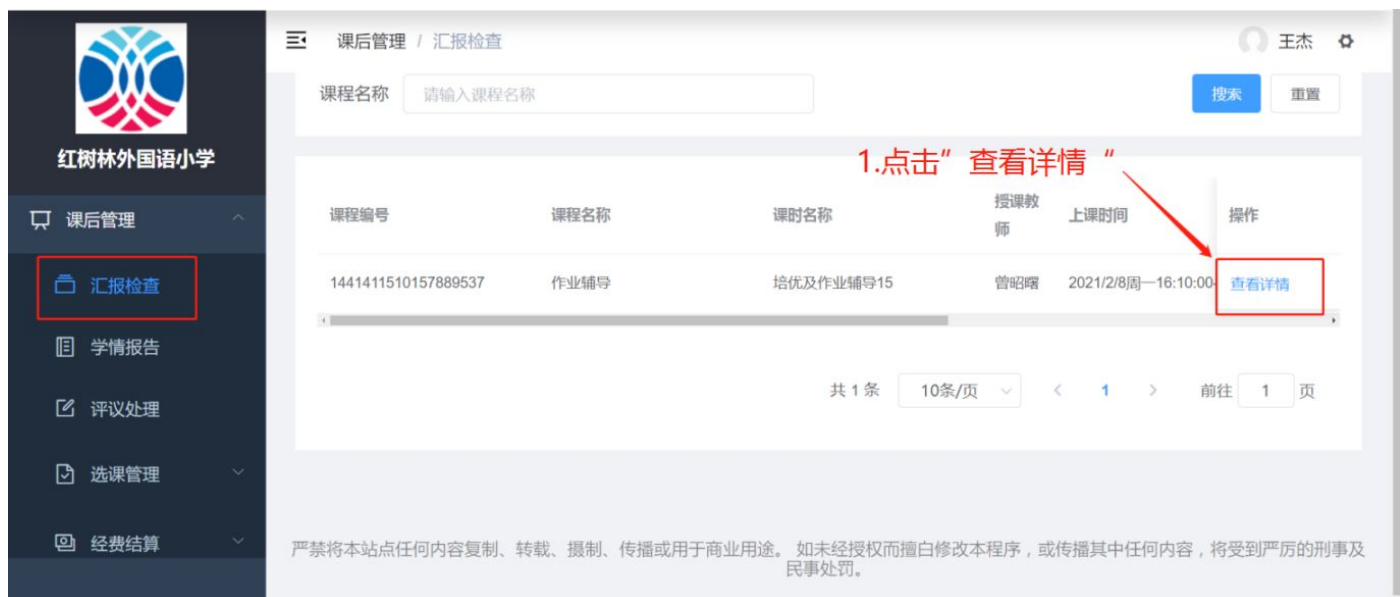 课后管理 / 汇报检查
王杰
课程名称 请输入课程名称 搜索 重置
红树林外国语小学
1.点击”查看详情“
课后管理
汇报检查
学情报告
评议处理
选课管理
经费结算
课程编号 课程名称 课时名称 授课教师 上课时间 操作
1441411510157889537 作业辅导 培优及作业辅导15 曾昭曙 2021/2/8周一16:10:00- 查看详情
共 1 条 10条/页 1 前往 1 页
严禁将本站点任何内容复制、转载、摄制、传播或用于商业用途。 如未经授权而擅自修改本程序，或传播其中任何内容，将受到严厉的刑事及
民事处罚。